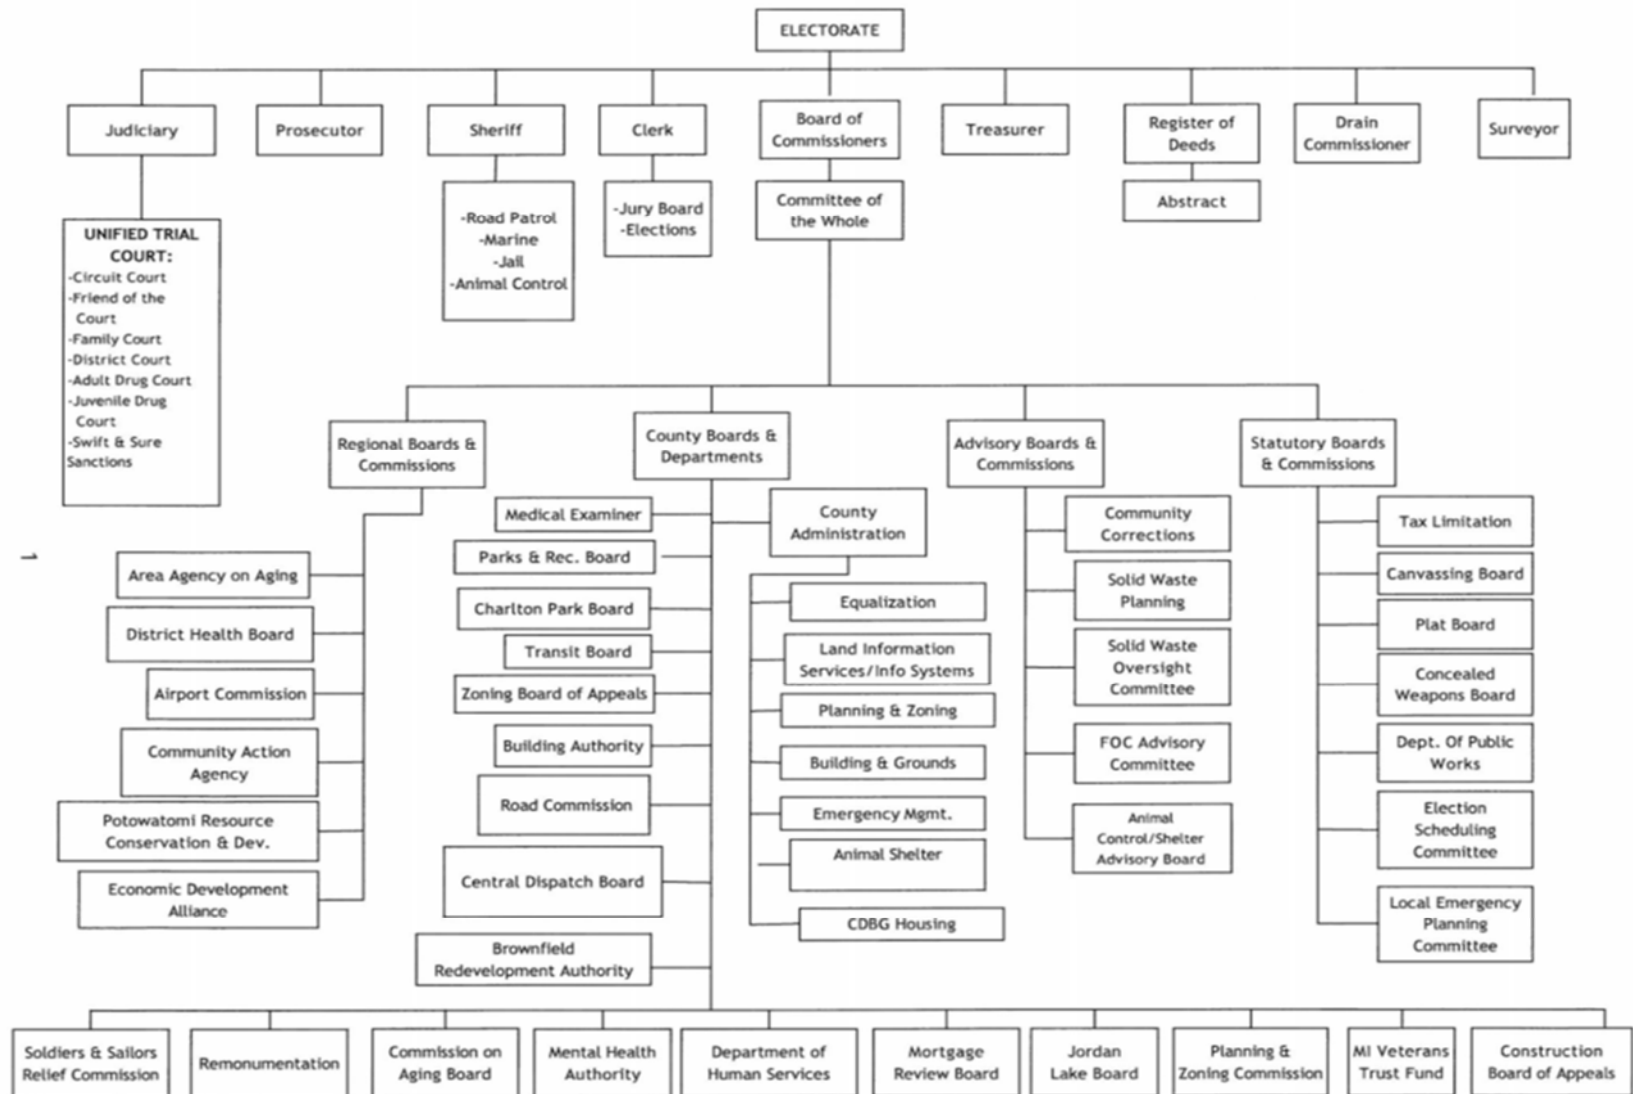 ELECTORATE
Judiciary
Prosecutor
Sheriff
Clerk
Board of
Commissioners
Treasurer
Register of
Deeds
Drain
Commissioner
Surveyor
UNIFIED TRIAL
COURT:
-Circuit Court
-Friend of the
Court
-Family Court
-District Court
-Adult Drug Court
-Juvenile Drug
Court
-Swift & Sure
Sanctions
-Road Patrol
-Marine
-Jail
-Animal Control
-Jury Board
-Elections
Committee of
the Whole
Abstract
Regional Boards &
Commissions
County Boards &
Departments
Advisory Boards &
Commissions
Statutory Boards
& Commissions
Area Agency on Aging
District Health Board
Airport Commission
Community Action
Agency
Potowatomi Resource
Conservation & Dev.
Economic Development
Alliance
Medical Examiner
Parks & Rec. Board
Charlton Park Board
Transit Board
Zoning Board of Appeals
Building Authority
Road Commission
Central Dispatch Board
Brownfield
Redevelopment Authority
County
Administration
Equalization
Land Information
Services/Info Systems
Planning & Zoning
Building & Grounds
Emergency Mgmt.
Animal Shelter
CDBG Housing
Community
Corrections
Solid Waste
Planning
Solid Waste
Oversight
Committee
FOC Advisory
Committee
Animal
Control/Shelter
Advisory Board
Tax Limitation
Canvassing Board
Plat Board
Concealed
Weapons Board
Dept. Of Public
Works
Election
Scheduling
Committee
Local Emergency
Planning
Committee
Soldiers & Sailors
Relief Commission
Remonumentation
Commission on
Aging Board
Mental Health
Authority
Department of
Human Services
Mortgage
Review Board
Jordan
Lake Board
Planning &
Zoning Commission
MI Veterans
Trust Fund
Construction
Board of Appeals
1